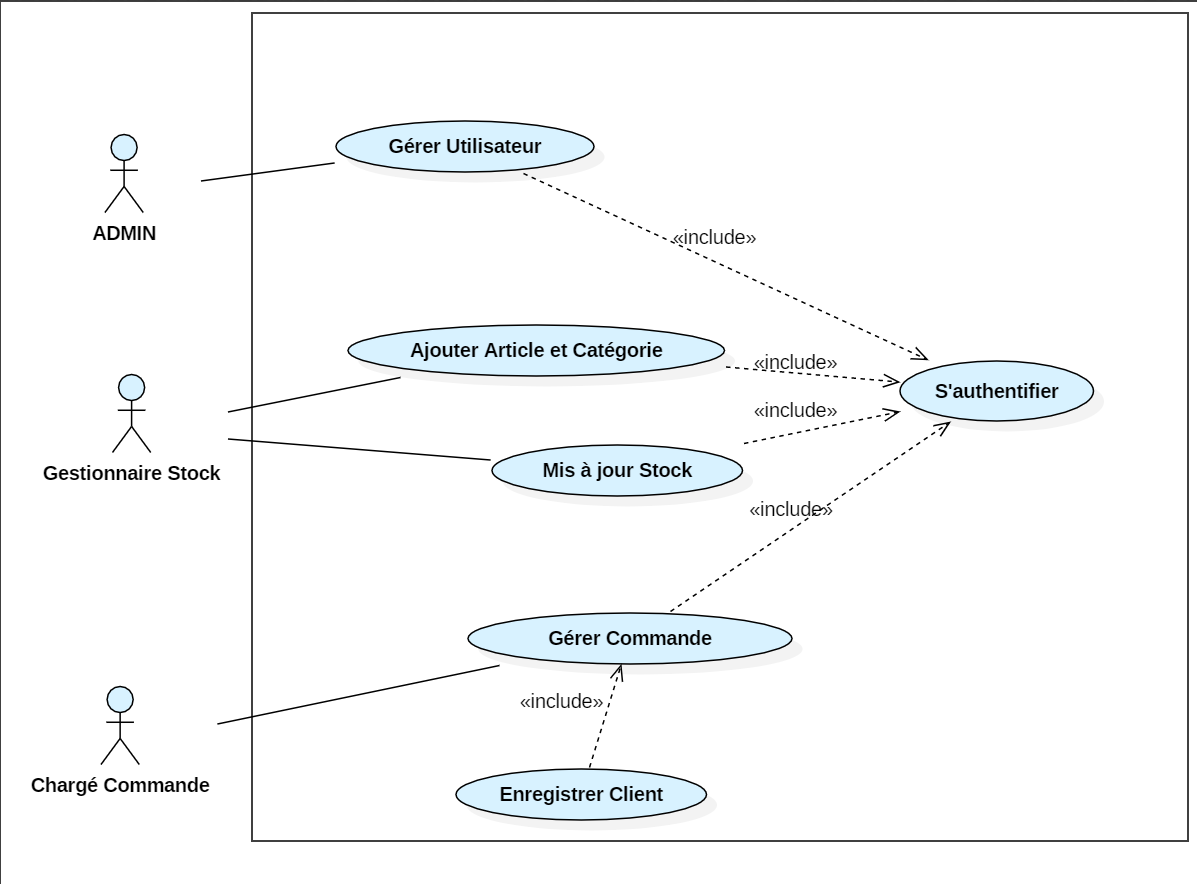 Gérer Utilisateur
ADMIN
«include»
Ajouter Article et Catégorie
«include»
S'authentifier
«include»
Mis à jour Stock
Gestionnaire Stock
«include»
Gérer Commande
«include»
Chargé Commande
Enregistrer Client